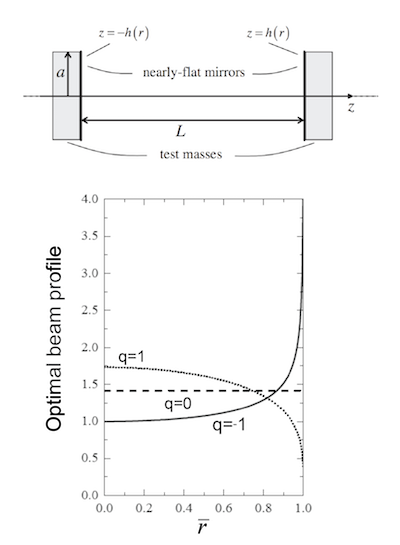 z = −h(r) z = h(r)
a nearly-flat mirrors
z
L
test masses
Optimal beam profile
4.0
3.5
3.0
2.5
2.0
q=1
1.5
q=0
1.0
q=-1
0.5
0.0
0.0 0.2 0.4 0.6 0.8 1.0
r̅